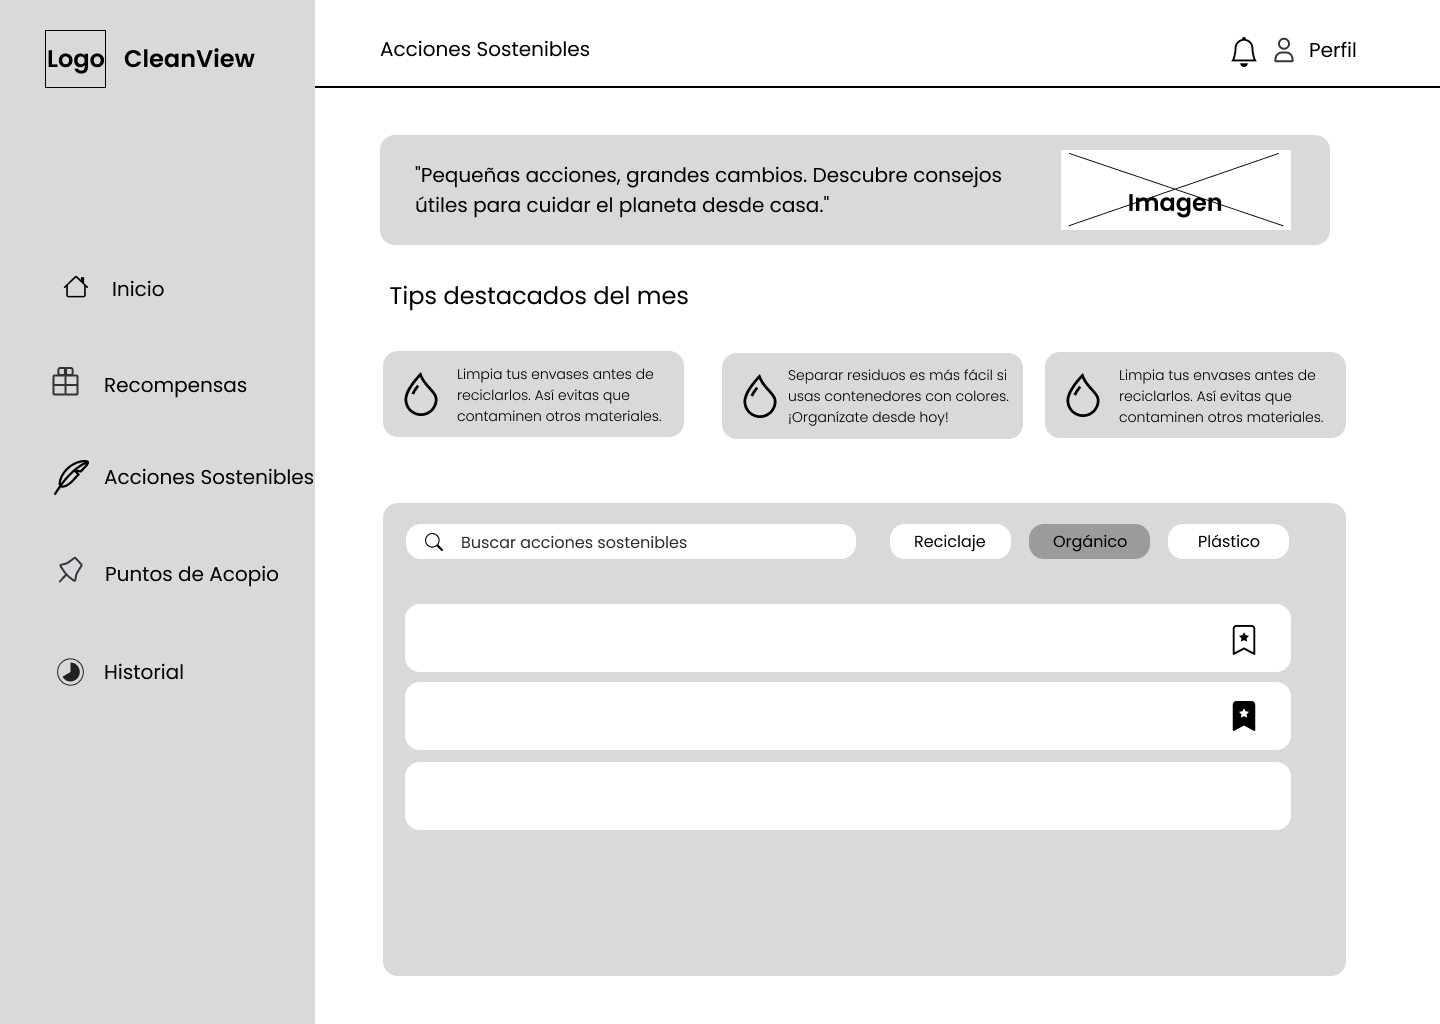 Logo
CleanView
Inicio
Recompensas
Acciones Sostenibles
Puntos de Acopio
Historial
Acciones Sostenibles
Perfil
"Pequeñas acciones, grandes cambios. Descubre consejos
útiles para cuidar el planeta desde casa."
Imagen
Tips destacados del mes
Limpia tus envases antes de
reciclarlos. Así evitas que
contaminen otros materiales.
Separar residuos es más fácil si
usas contenedores con colores.
¡Organízate desde hoy!
Limpia tus envases antes de
reciclarlos. Así evitas que
contaminen otros materiales.
Buscar acciones sostenibles
Reciclaje
Orgánico
Plástico